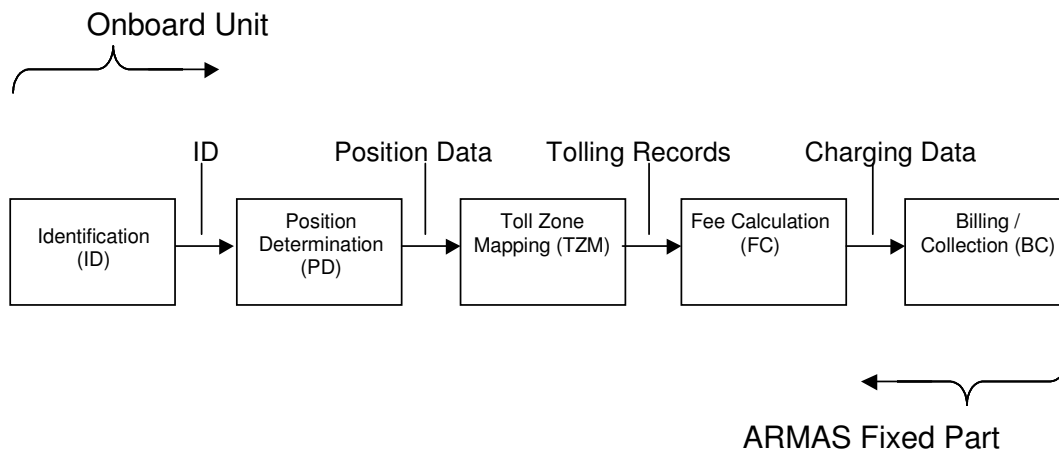 Onboard Unit
ID
Position Data
Tolling Records
Charging Data
Identification
(ID)
Position
Determination
(PD)
Toll Zone
Mapping (TZM)
Fee Calculation
(FC)
Billing /
Collection (BC)
ARMAS Fixed Part